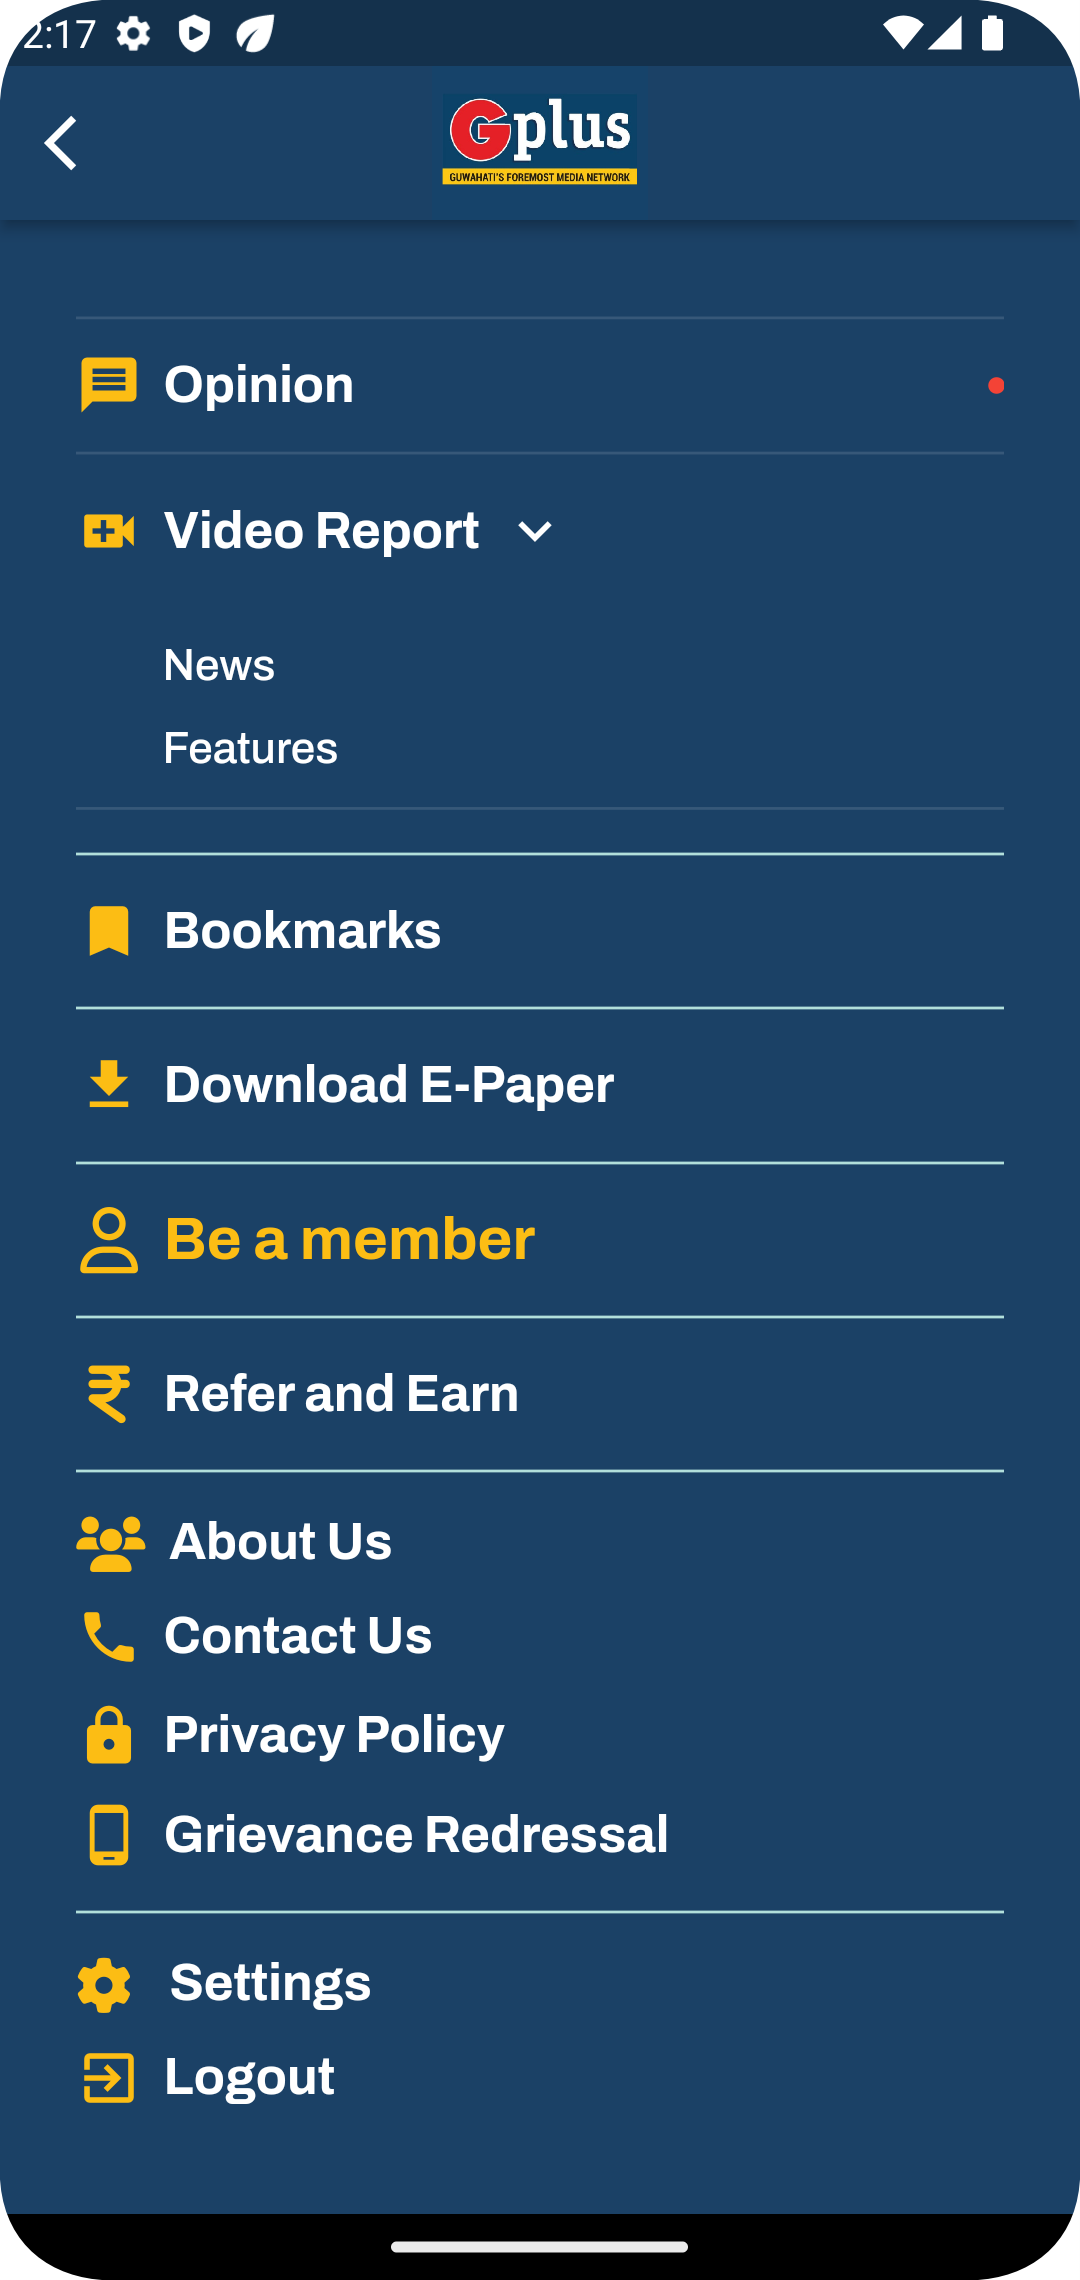 2:17
Gplus
GUWAHATI'S FOREMOST MEDIA NETWORK
Opinion
Video Report
News
Features
Bookmarks
Download E-Paper
Be a member
Refer and Earn
About Us
Contact Us
Privacy Policy
Grievance Redressal
Settings
Logout